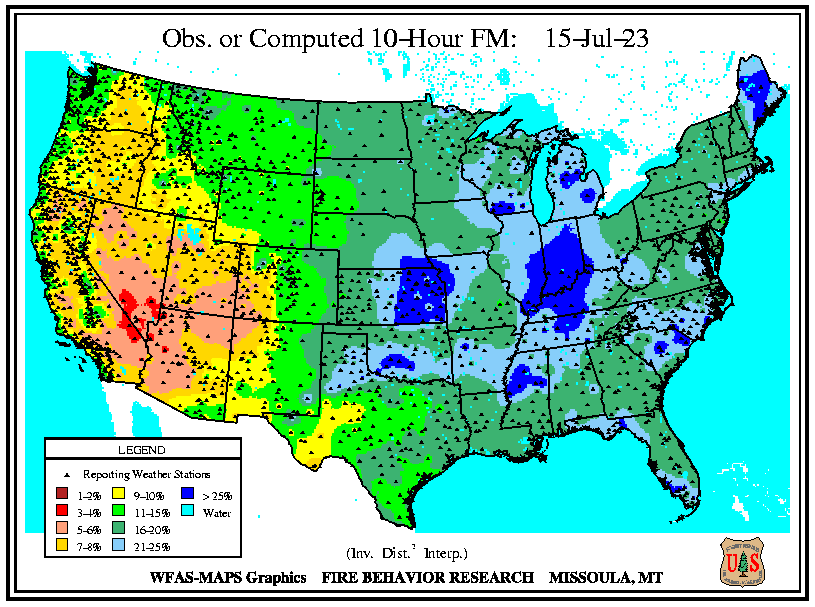 Obs. or Computed 10-Hour FM: 15-Jul-23
LEGEND
Reporting Weather Stations
1-2% 9-10% > 25%
3-4% 11-15% Water
5-6% 16-20%
7-8% 21-25%
(Inv. Dist.² Interp.)
WFAS-MAPS Graphics FIRE BEHAVIOR RESEARCH MISSOULA, MT
U S